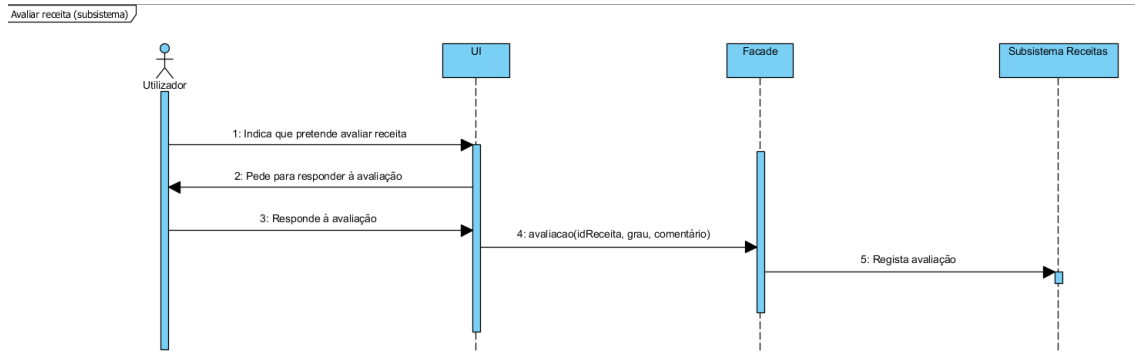 Avaliar receita (subsistema)
Utilizador
UI
Facade
Subsistema Receitas
1: Indica que pretende avaliar receita
2: Pede para responder à avaliação
3: Responde à avaliação
4: avaliacao(idReceita, grau, comentário)
5: Regista avaliação